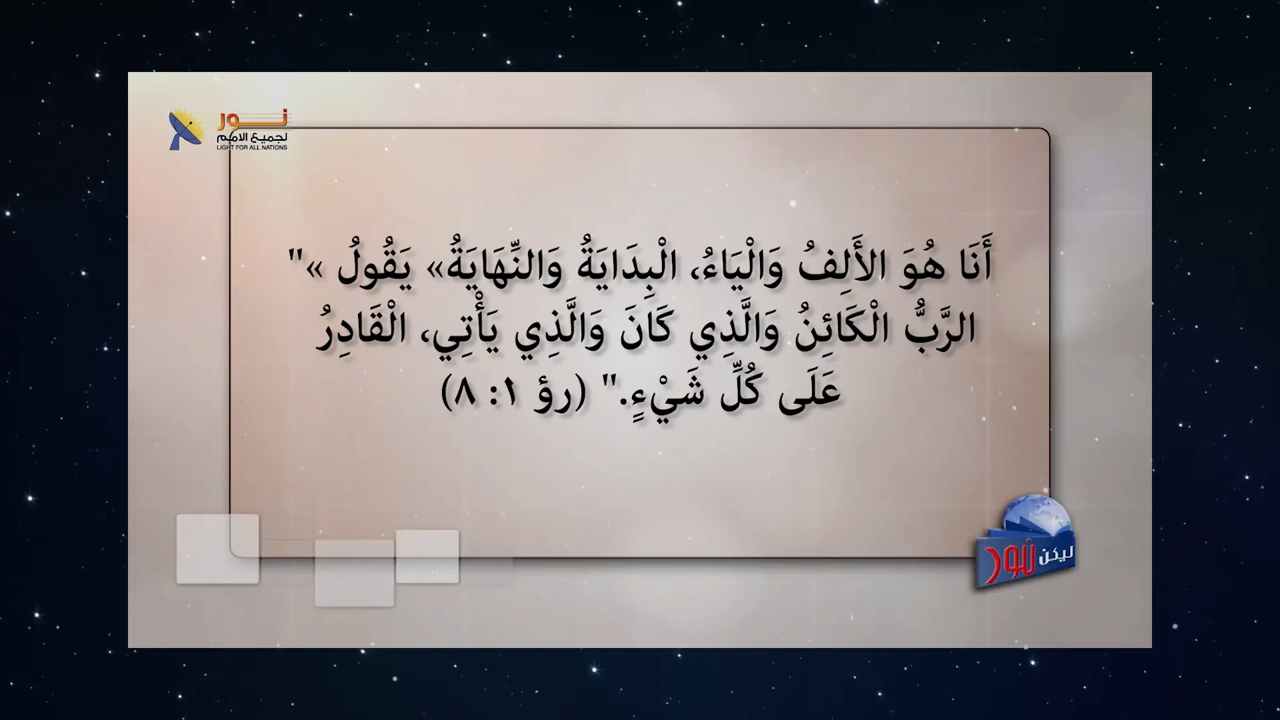 نور
لجميع الامم
LIGHT FOR ALL NATIONS
أَنَا هُوَ الأَلِفُ وَالْيَاءُ، الْبِدَايَةُ وَالنِّهَايَةُ» يَقُولُ »"
الرَّبُّ الْكَائِنُ وَالَّذِي كَانَ وَالَّذِي يَأْتِي، الْقَادِرُ
عَلَى كُلِّ شَيْءٍ." (رؤ ١: ٨)
ليكن نور